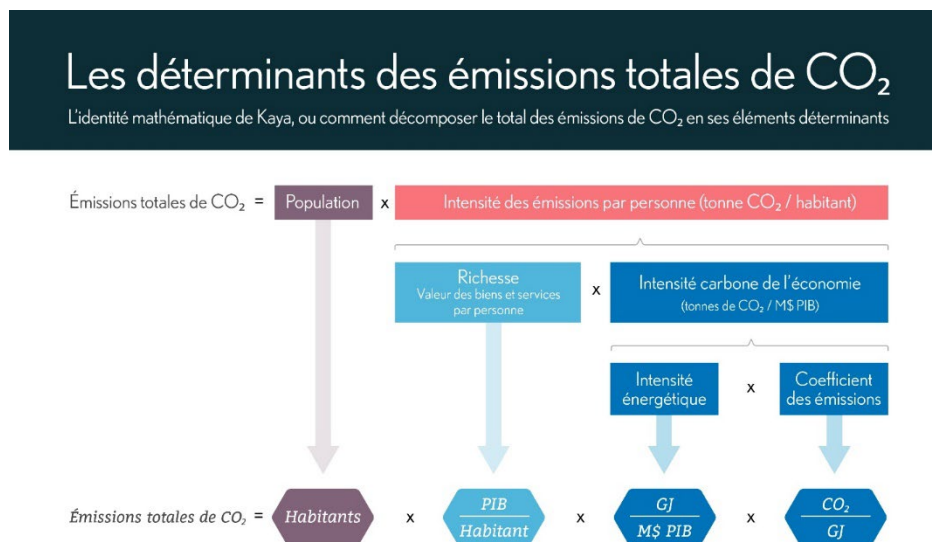 Les déterminants des émissions totales de CO₂
L'identité mathématique de Kaya, ou comment décomposer le total des émissions de CO₂ en ses éléments déterminants
Émissions totales de CO₂ = Population x Intensité des émissions par personne (tonne CO₂ / habitant)
Richesse
Valeur des biens et services
par personne
x
Intensité carbone de l'économie
(tonnes de CO₂ / M$ PIB)
Intensité
énergétique
x
Coefficient
des émissions
Émissions totales de CO₂ = Habitants x PIB / Habitant x GJ / M$ PIB x CO₂ / GJ